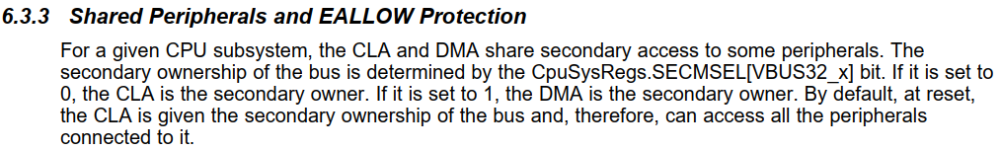 6.3.3 Shared Peripherals and EALLOW Protection
For a given CPU subsystem, the CLA and DMA share secondary access to some peripherals. The
secondary ownership of the bus is determined by the CpuSysRegs.SECMSEL[VBUS32_x] bit. If it is set to
0, the CLA is the secondary owner. If it is set to 1, the DMA is the secondary owner. By default, at reset,
the CLA is given the secondary ownership of the bus and, therefore, can access all the peripherals
connected to it.